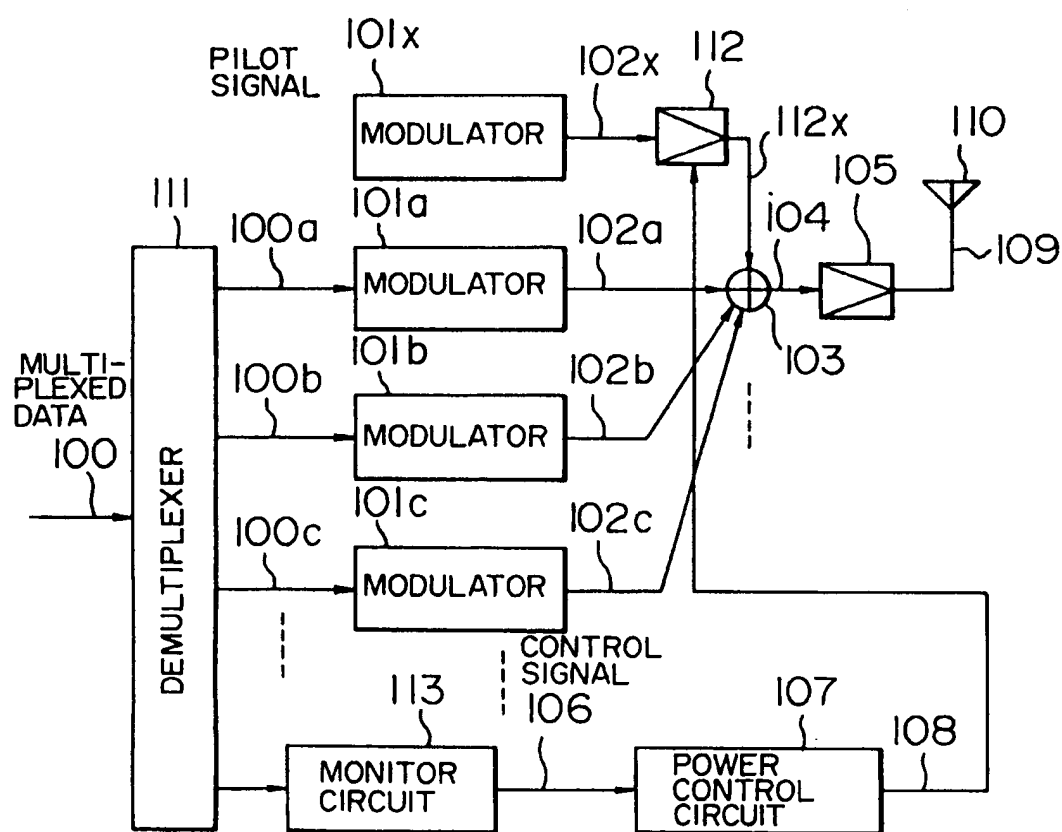 101x
112
PILOT
SIGNAL
102x
MODULATOR
112x
110
105
111
101a
100a
102a
104
MODULATOR
109
103
101b
MULTI-
PLEXED
DATA
100b
102b
100
MODULATOR
101c
100c
102c
MODULATOR
DEMULTIPLEXER
CONTROL
SIGNAL
113
106
107
108
MONITOR
CIRCUIT
POWER
CONTROL
CIRCUIT